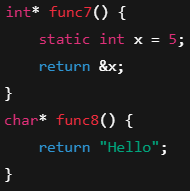 int* func7() {
    static int x = 5;
    return &x;
}
char* func8() {
    return "Hello";
}